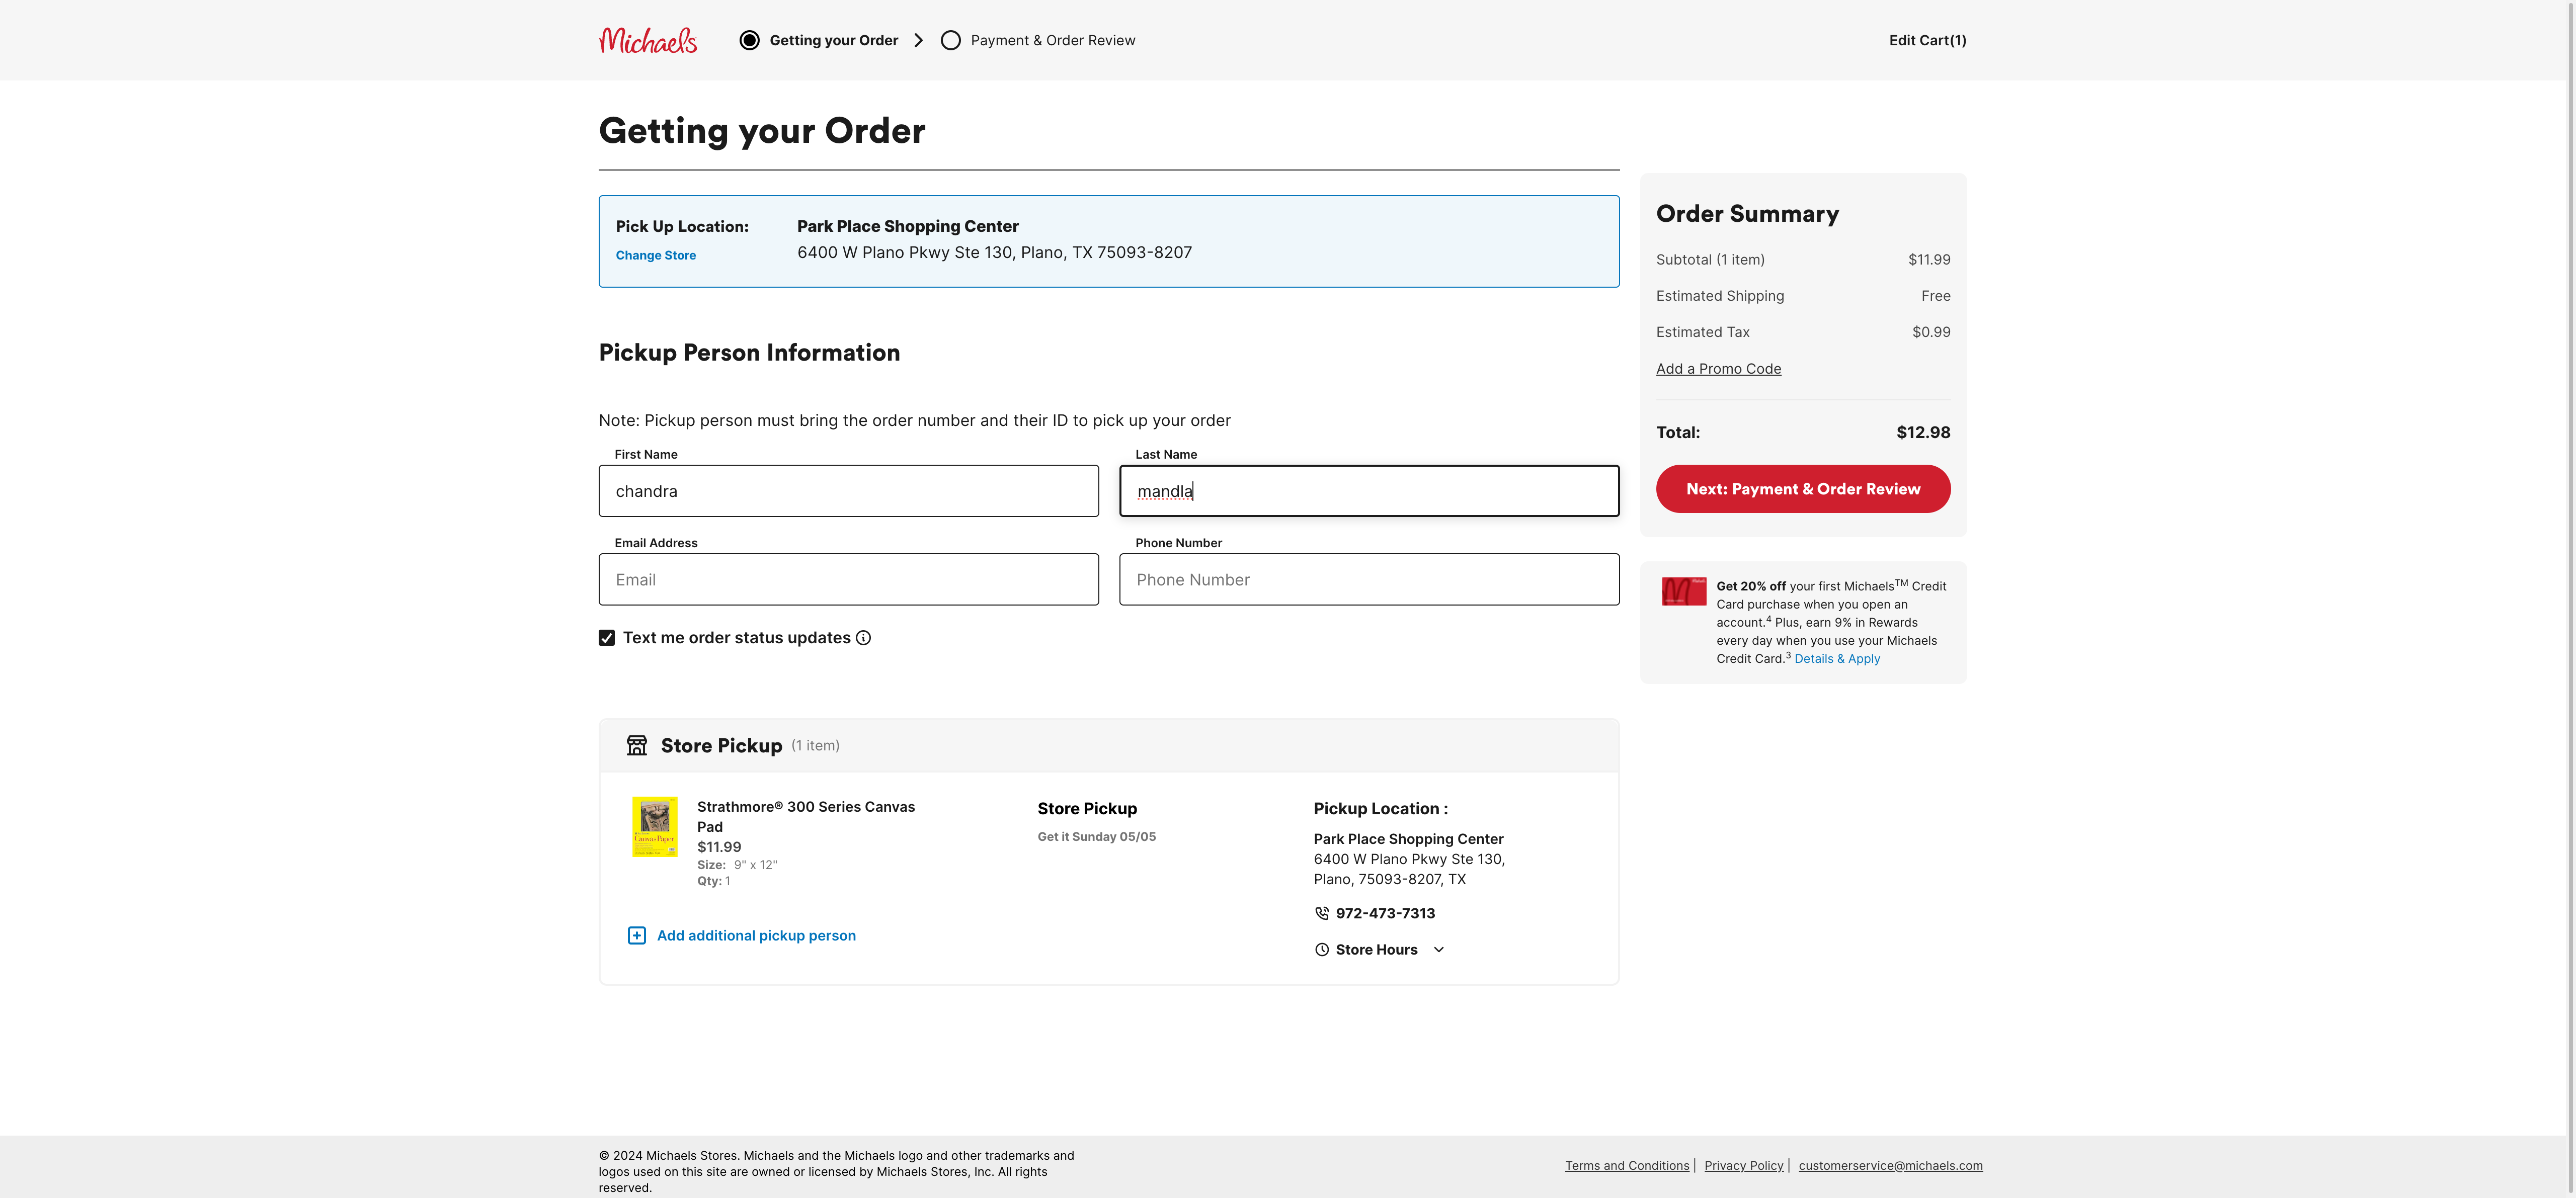 Michaels
Getting your Order
Payment & Order Review
Edit Cart(1)
Getting your Order
Pick Up Location:
Change Store
Park Place Shopping Center
6400 W Plano Pkwy Ste 130, Plano, TX 75093-8207
Pickup Person Information
Note: Pickup person must bring the order number and their ID to pick up your order
First Name
chandra
Last Name
mandla
Email Address
Email
Phone Number
Phone Number
Text me order status updates
Order Summary
Subtotal (1 item) $11.99
Estimated Shipping Free
Estimated Tax $0.99
Add a Promo Code
Total: $12.98
Next: Payment & Order Review
Get 20% off your first Michaels™ Credit
Card purchase when you open an
account.⁴ Plus, earn 9% in Rewards
every day when you use your Michaels
Credit Card.³ Details & Apply
Store Pickup (1 item)
Strathmore® 300 Series Canvas
Pad
$11.99
Size: 9" x 12"
Qty: 1
Add additional pickup person
Store Pickup
Get it Sunday 05/05
Pickup Location :
Park Place Shopping Center
6400 W Plano Pkwy Ste 130,
Plano, 75093-8207, TX
972-473-7313
Store Hours
© 2024 Michaels Stores. Michaels and the Michaels logo and other trademarks and
logos used on this site are owned or licensed by Michaels Stores, Inc. All rights
reserved.
Terms and Conditions | Privacy Policy | customerservice@michaels.com